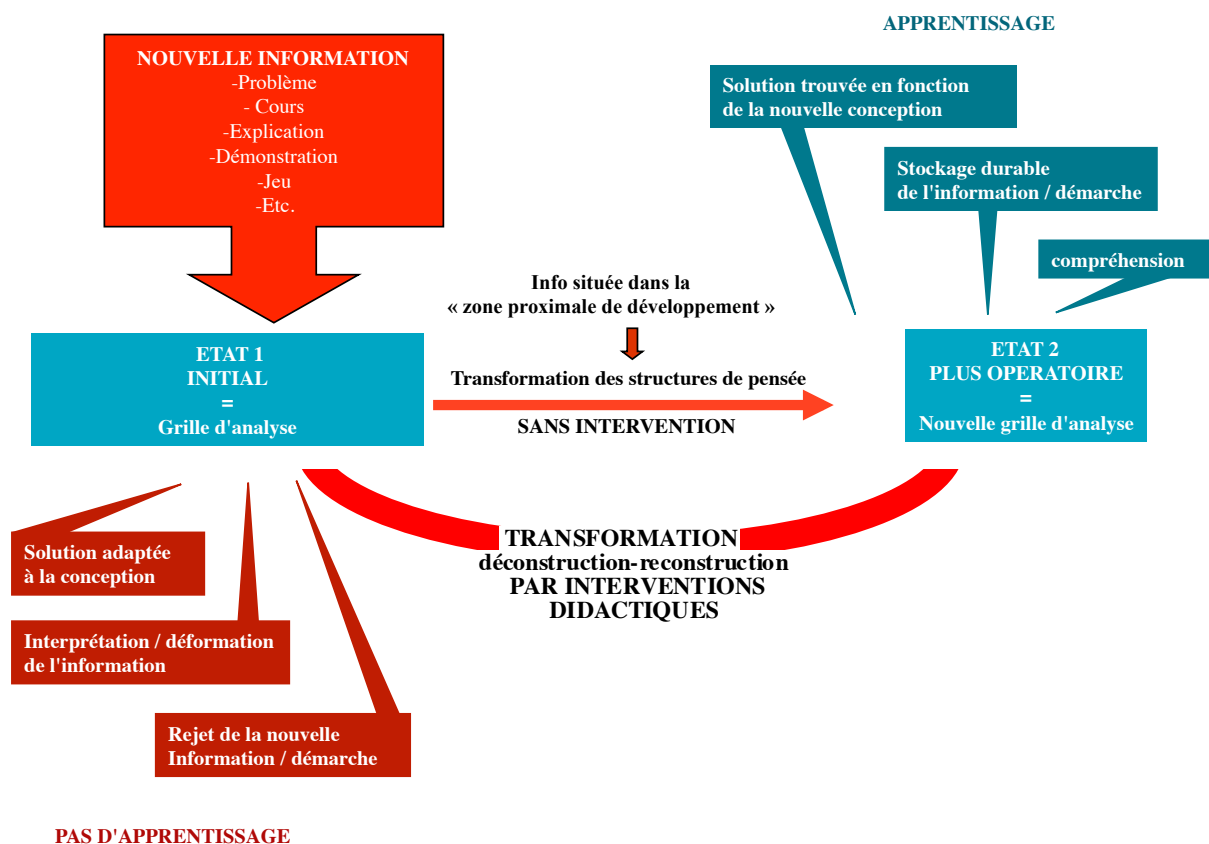 APPRENTISSAGE
NOUVELLE INFORMATION
-Problème
- Cours
-Explication
-Démonstration
-Jeu
-Etc.
Solution trouvée en fonction
de la nouvelle conception
Stockage durable
de l'information / démarche
compréhension
Info située dans la
« zone proximale de développement »
ETAT 1
INITIAL
=
Grille d'analyse
Transformation des structures de pensée
SANS INTERVENTION
ETAT 2
PLUS OPERATOIRE
=
Nouvelle grille d'analyse
TRANSFORMATION
déconstruction-reconstruction
PAR INTERVENTIONS
DIDACTIQUES
Solution adaptée
à la conception
Interprétation / déformation
de l'information
Rejet de la nouvelle
Information / démarche
PAS D'APPRENTISSAGE